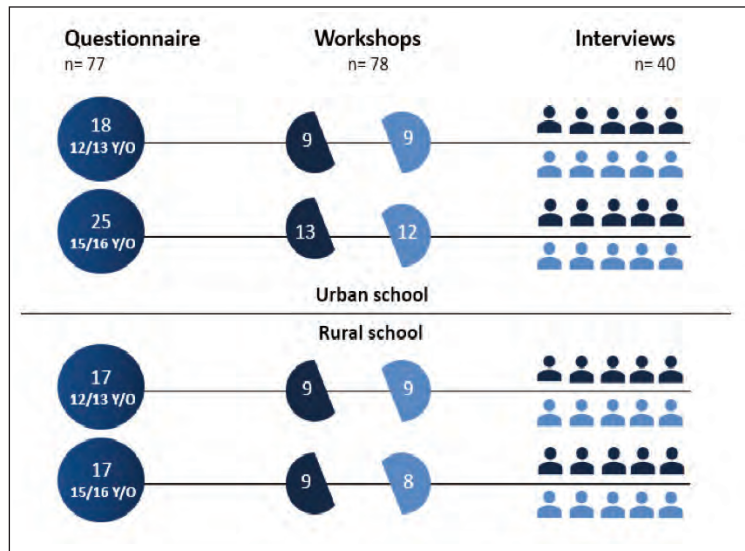 Questionnaire
n= 77
Workshops
n= 78
Interviews
n= 40
18
12/13 Y/O
9
9
25
15/16 Y/O
13
12
Urban school
Rural school
17
12/13 Y/O
9
9
17
15/16 Y/O
9
8